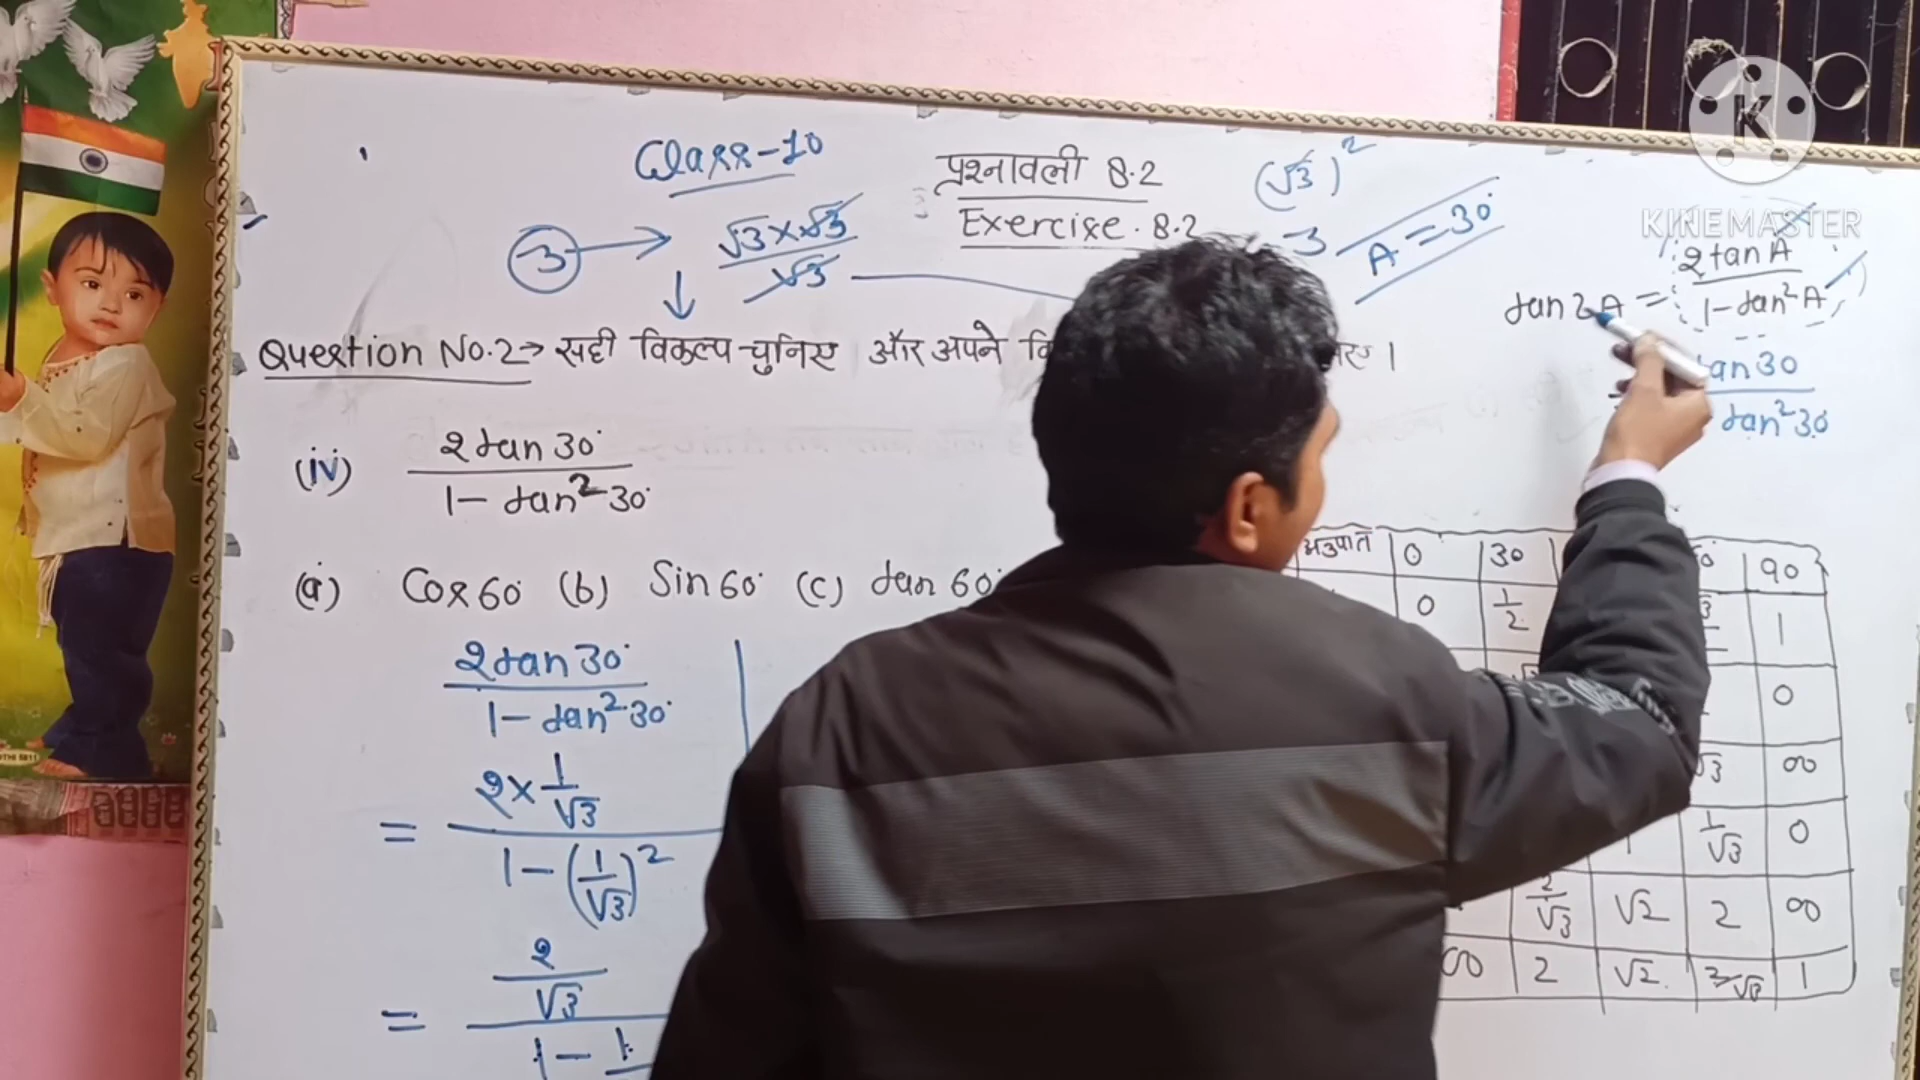 Class-10
प्रश्नावली 8.2
Exercise. 8.2
(√3)²
3 → √3×√3 / √3
3
A = 30°
KINEMASTER
K
tan 2A = 2 tan A / 1 - tan² A
tan 30
tan² 30
Question No.2→ सही विकल्प चुनिए और अपने
(iv) 2 tan 30° / 1 - tan² 30°
(a) Cos 60° (b) Sin 60° (c) tan 60°
2 tan 30° / 1 - tan² 30°
= 2 × 1/√3 / 1 - (1/√3)²
= 2/√3 / 1 - 1
अनुपात 0 30 90
0 1/2 1
0
√3 ∞
1 1/√3 0
2/√3 √2 2 ∞
∞ 2 √2 2/√3 1